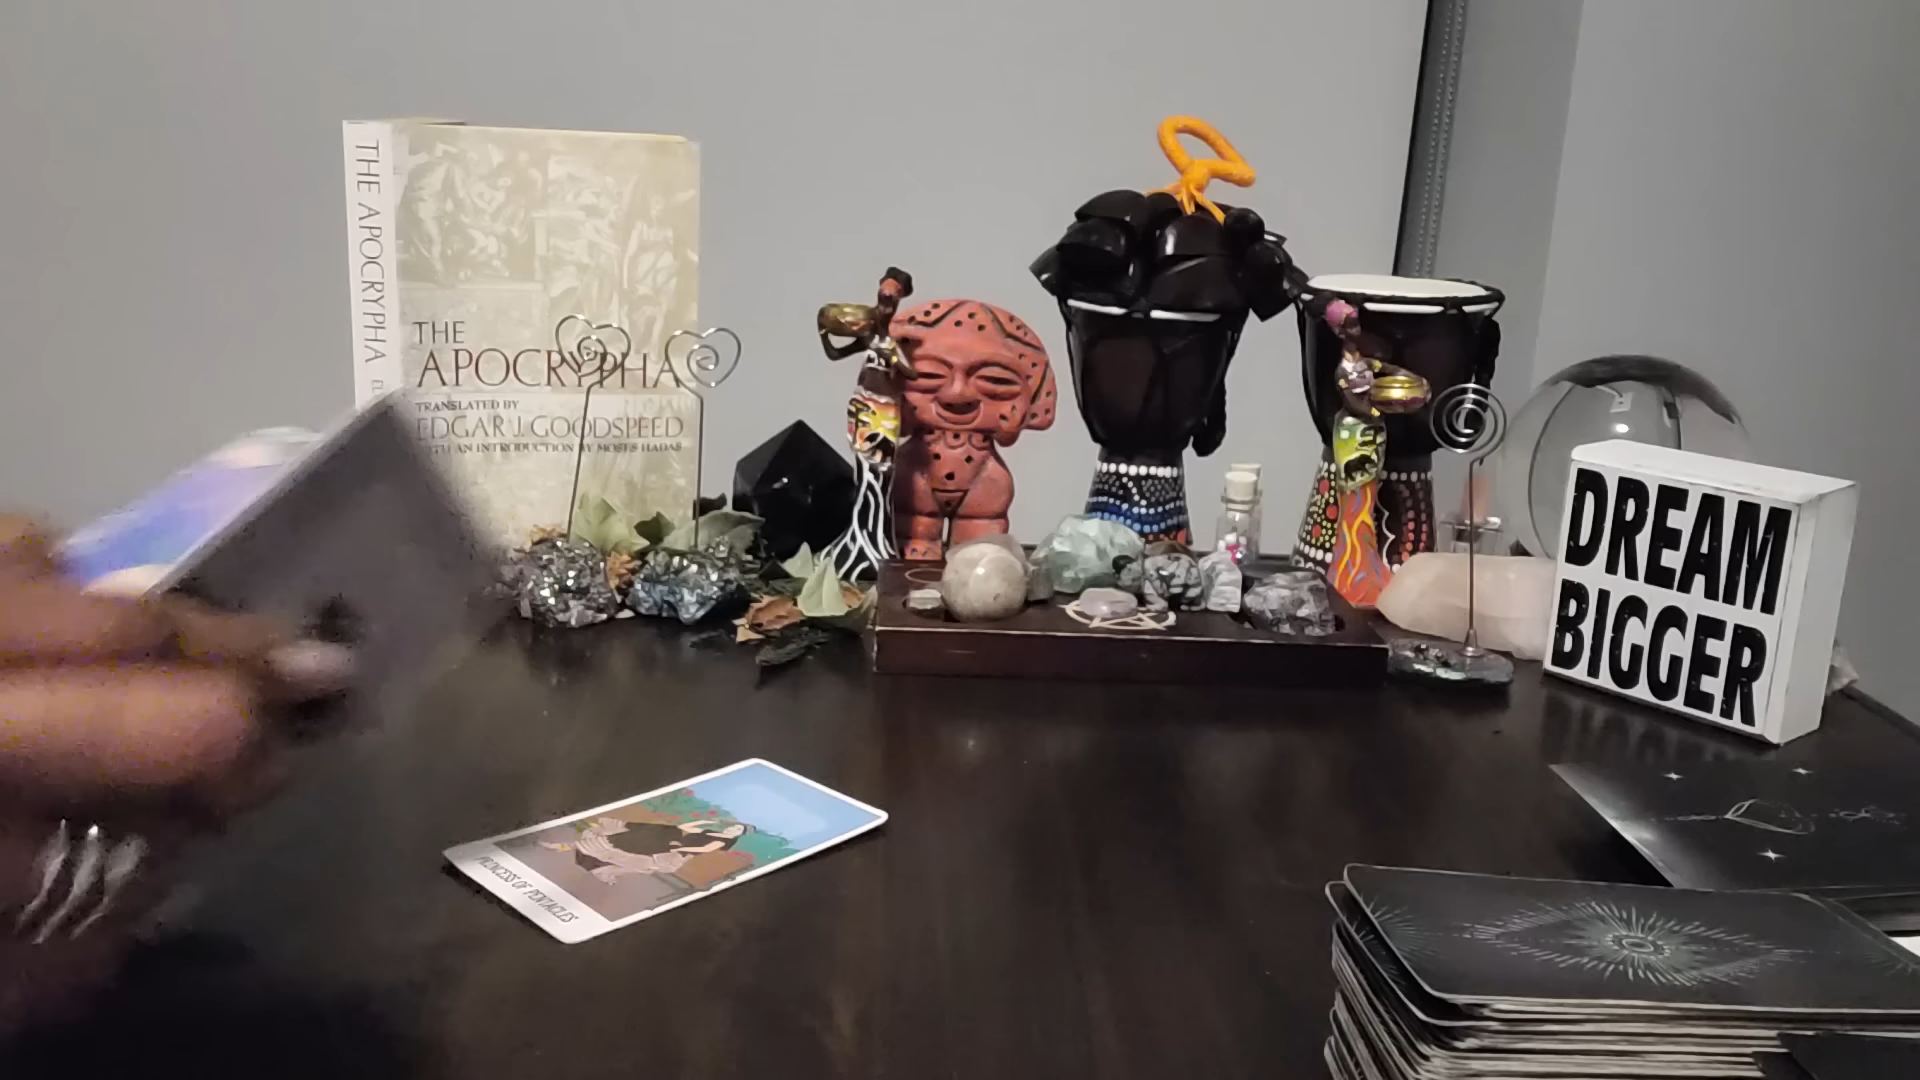 THE APOCRYPHA
THE
APOCRYPHA
TRANSLATED BY
EDGAR J. GOODSPEED
WITH AN INTRODUCTION BY MOSES HADAS
DREAM
BIGGER
PRINCESS OF PENTACLES